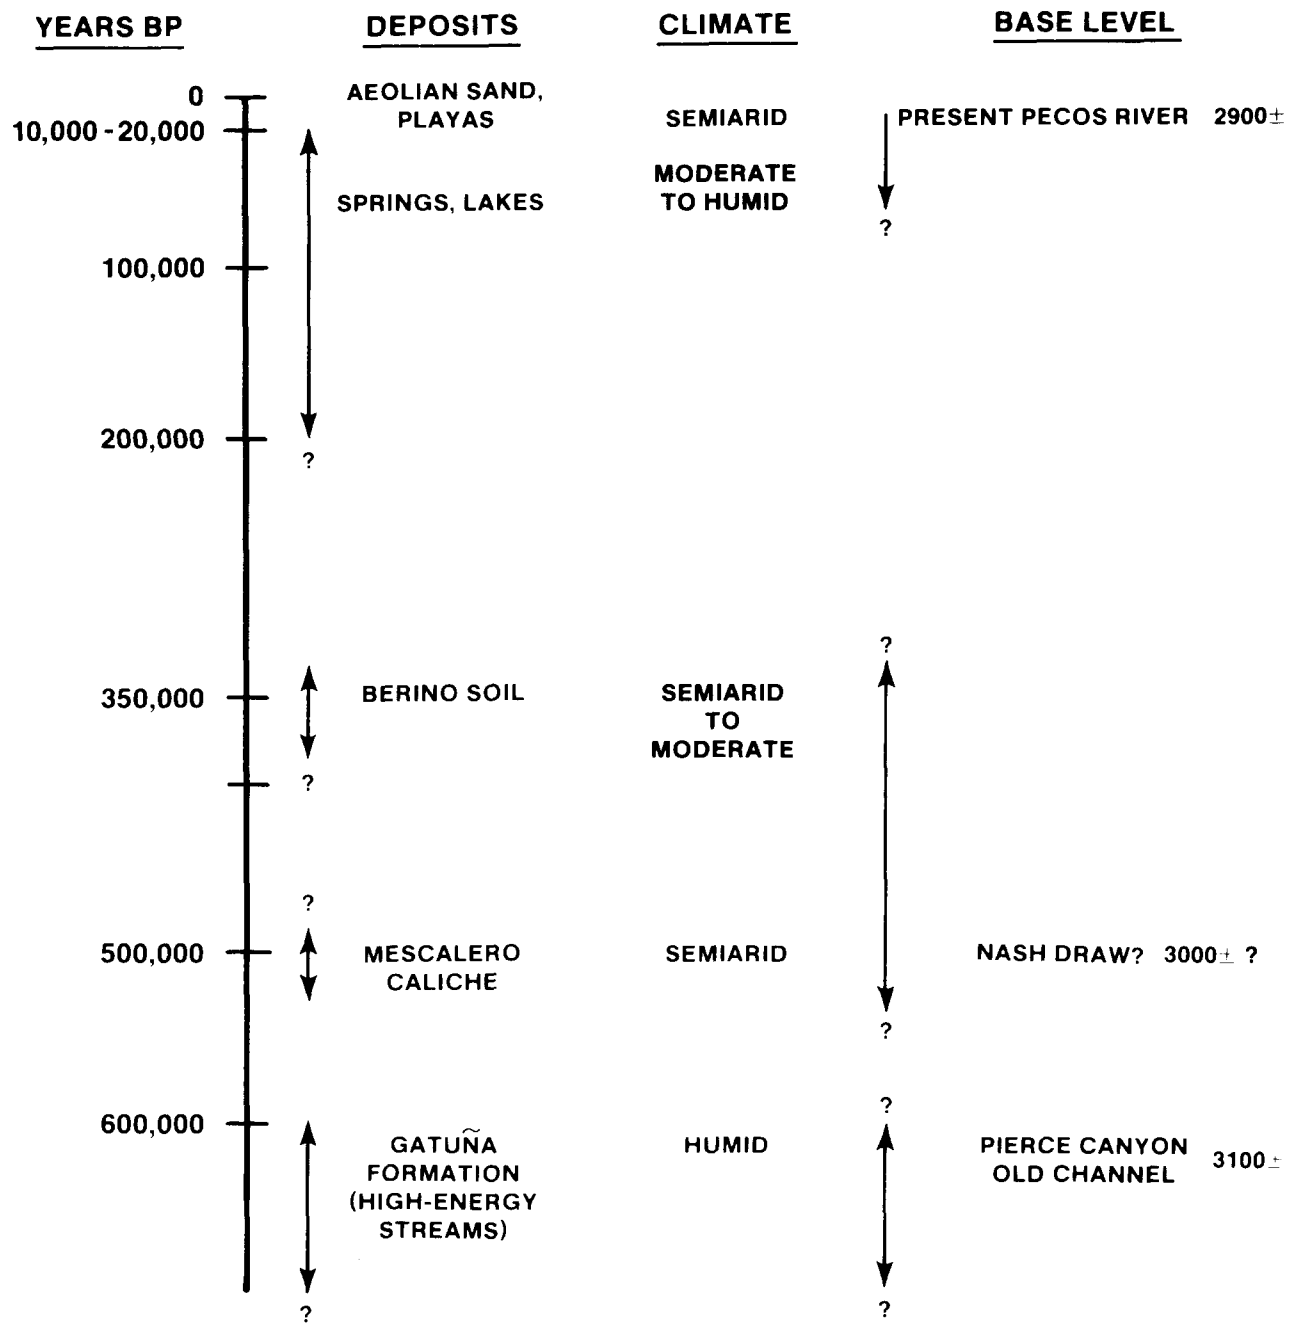 YEARS BP DEPOSITS CLIMATE BASE LEVEL
0 AEOLIAN SAND,
10,000 - 20,000 PLAYAS SEMIARID PRESENT PECOS RIVER 2900±
MODERATE
SPRINGS, LAKES TO HUMID
?
100,000
200,000
?
?
350,000 BERINO SOIL SEMIARID
TO
MODERATE
?
?
500,000 MESCALERO SEMIARID NASH DRAW? 3000± ?
CALICHE
?
?
600,000
GATUÑA HUMID PIERCE CANYON 3100±
FORMATION OLD CHANNEL
(HIGH-ENERGY
STREAMS)
? ?